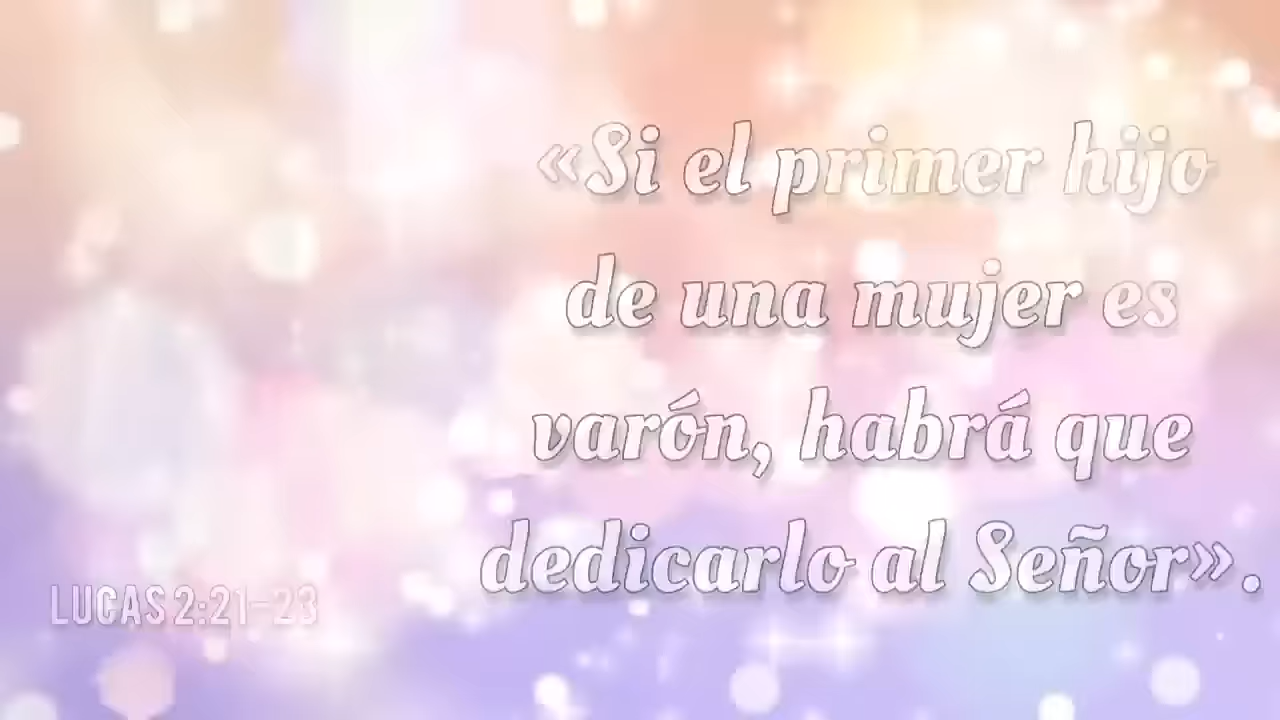 «Si el primer hijo
de una mujer es
varón, habrá que
dedicarlo al Señor».
LUCAS 2:21-23